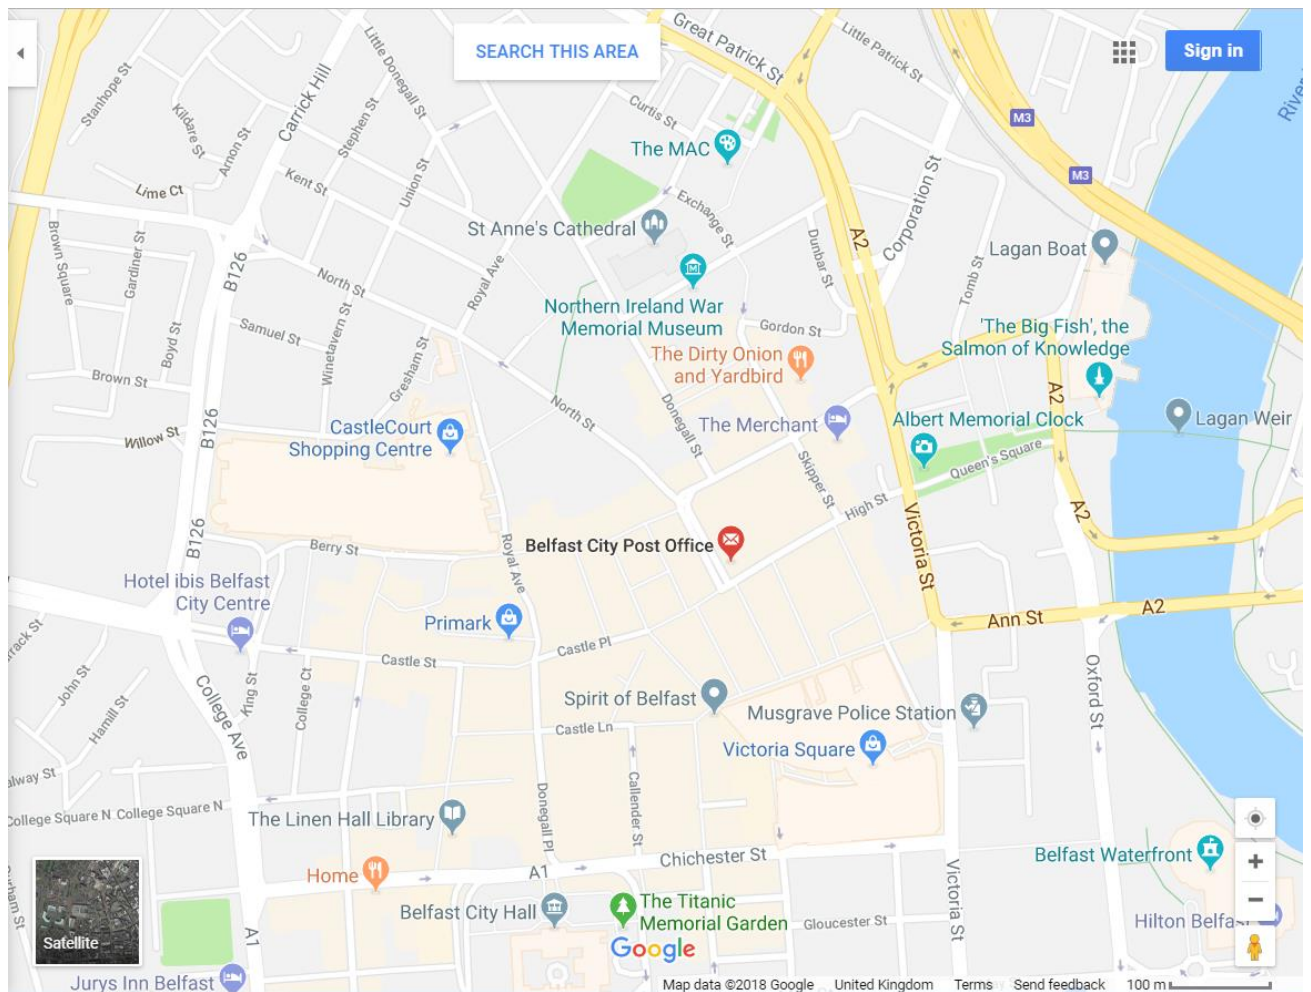 Great Patrick St
Little Patrick St
Little Donegall St
SEARCH THIS AREA
Sign in
Stanhope St
Carrick Hill
Kildare St
Arnon St
Stephen St
Curtis St
M3
River
The MAC
Union St
Kent St
M3
Lime Ct
Exchange St
Corporation St
St Anne's Cathedral
Brown Square
Gardiner St
B126
Royal Ave
Dunbar St
A2
Lagan Boat
North St
Tomb St
Northern Ireland War
Memorial Museum
Samuel St
Winetavern St
Boyd St
Gordon St
'The Big Fish', the
Salmon of Knowledge
The Dirty Onion
and Yardbird
Brown St
Gresham St
North St
Donegall St
A2
B126
Willow St
CastleCourt
Shopping Centre
The Merchant
Albert Memorial Clock
Lagan Weir
Skipper St
Queen's Square
High St
A2
B126
Berry St
Royal Ave
Belfast City Post Office
Victoria St
Hotel ibis Belfast
City Centre
Primark
Ann St
A2
Castle St
Castle Pl
John St
Hamill St
King St
College Ct
College Ave
Oxford St
Spirit of Belfast
Musgrave Police Station
Castle Ln
Victoria Square
Donegall Pl
Callender St
College Square N
College Square N
The Linen Hall Library
Chichester St
Home
A1
Belfast Waterfront
Victoria St
Belfast City Hall
The Titanic
Memorial Garden
Gloucester St
Hilton Belfast
Satellite
A1
Google
Jurys Inn Belfast
Map data ©2018 Google
United Kingdom
Terms
Send feedback
100 m